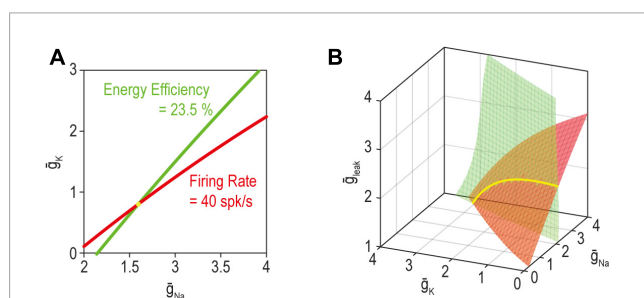 A
3
2
1
0
ḡK
Energy Efficiency
= 23.5 %
Firing Rate
= 40 spk/s
2 1.5 3 3.5 4
ḡNa
B
4
3
2
1
ḡleak
4 3 2 1 0
ḡK
0 1 2 3 4
ḡNa